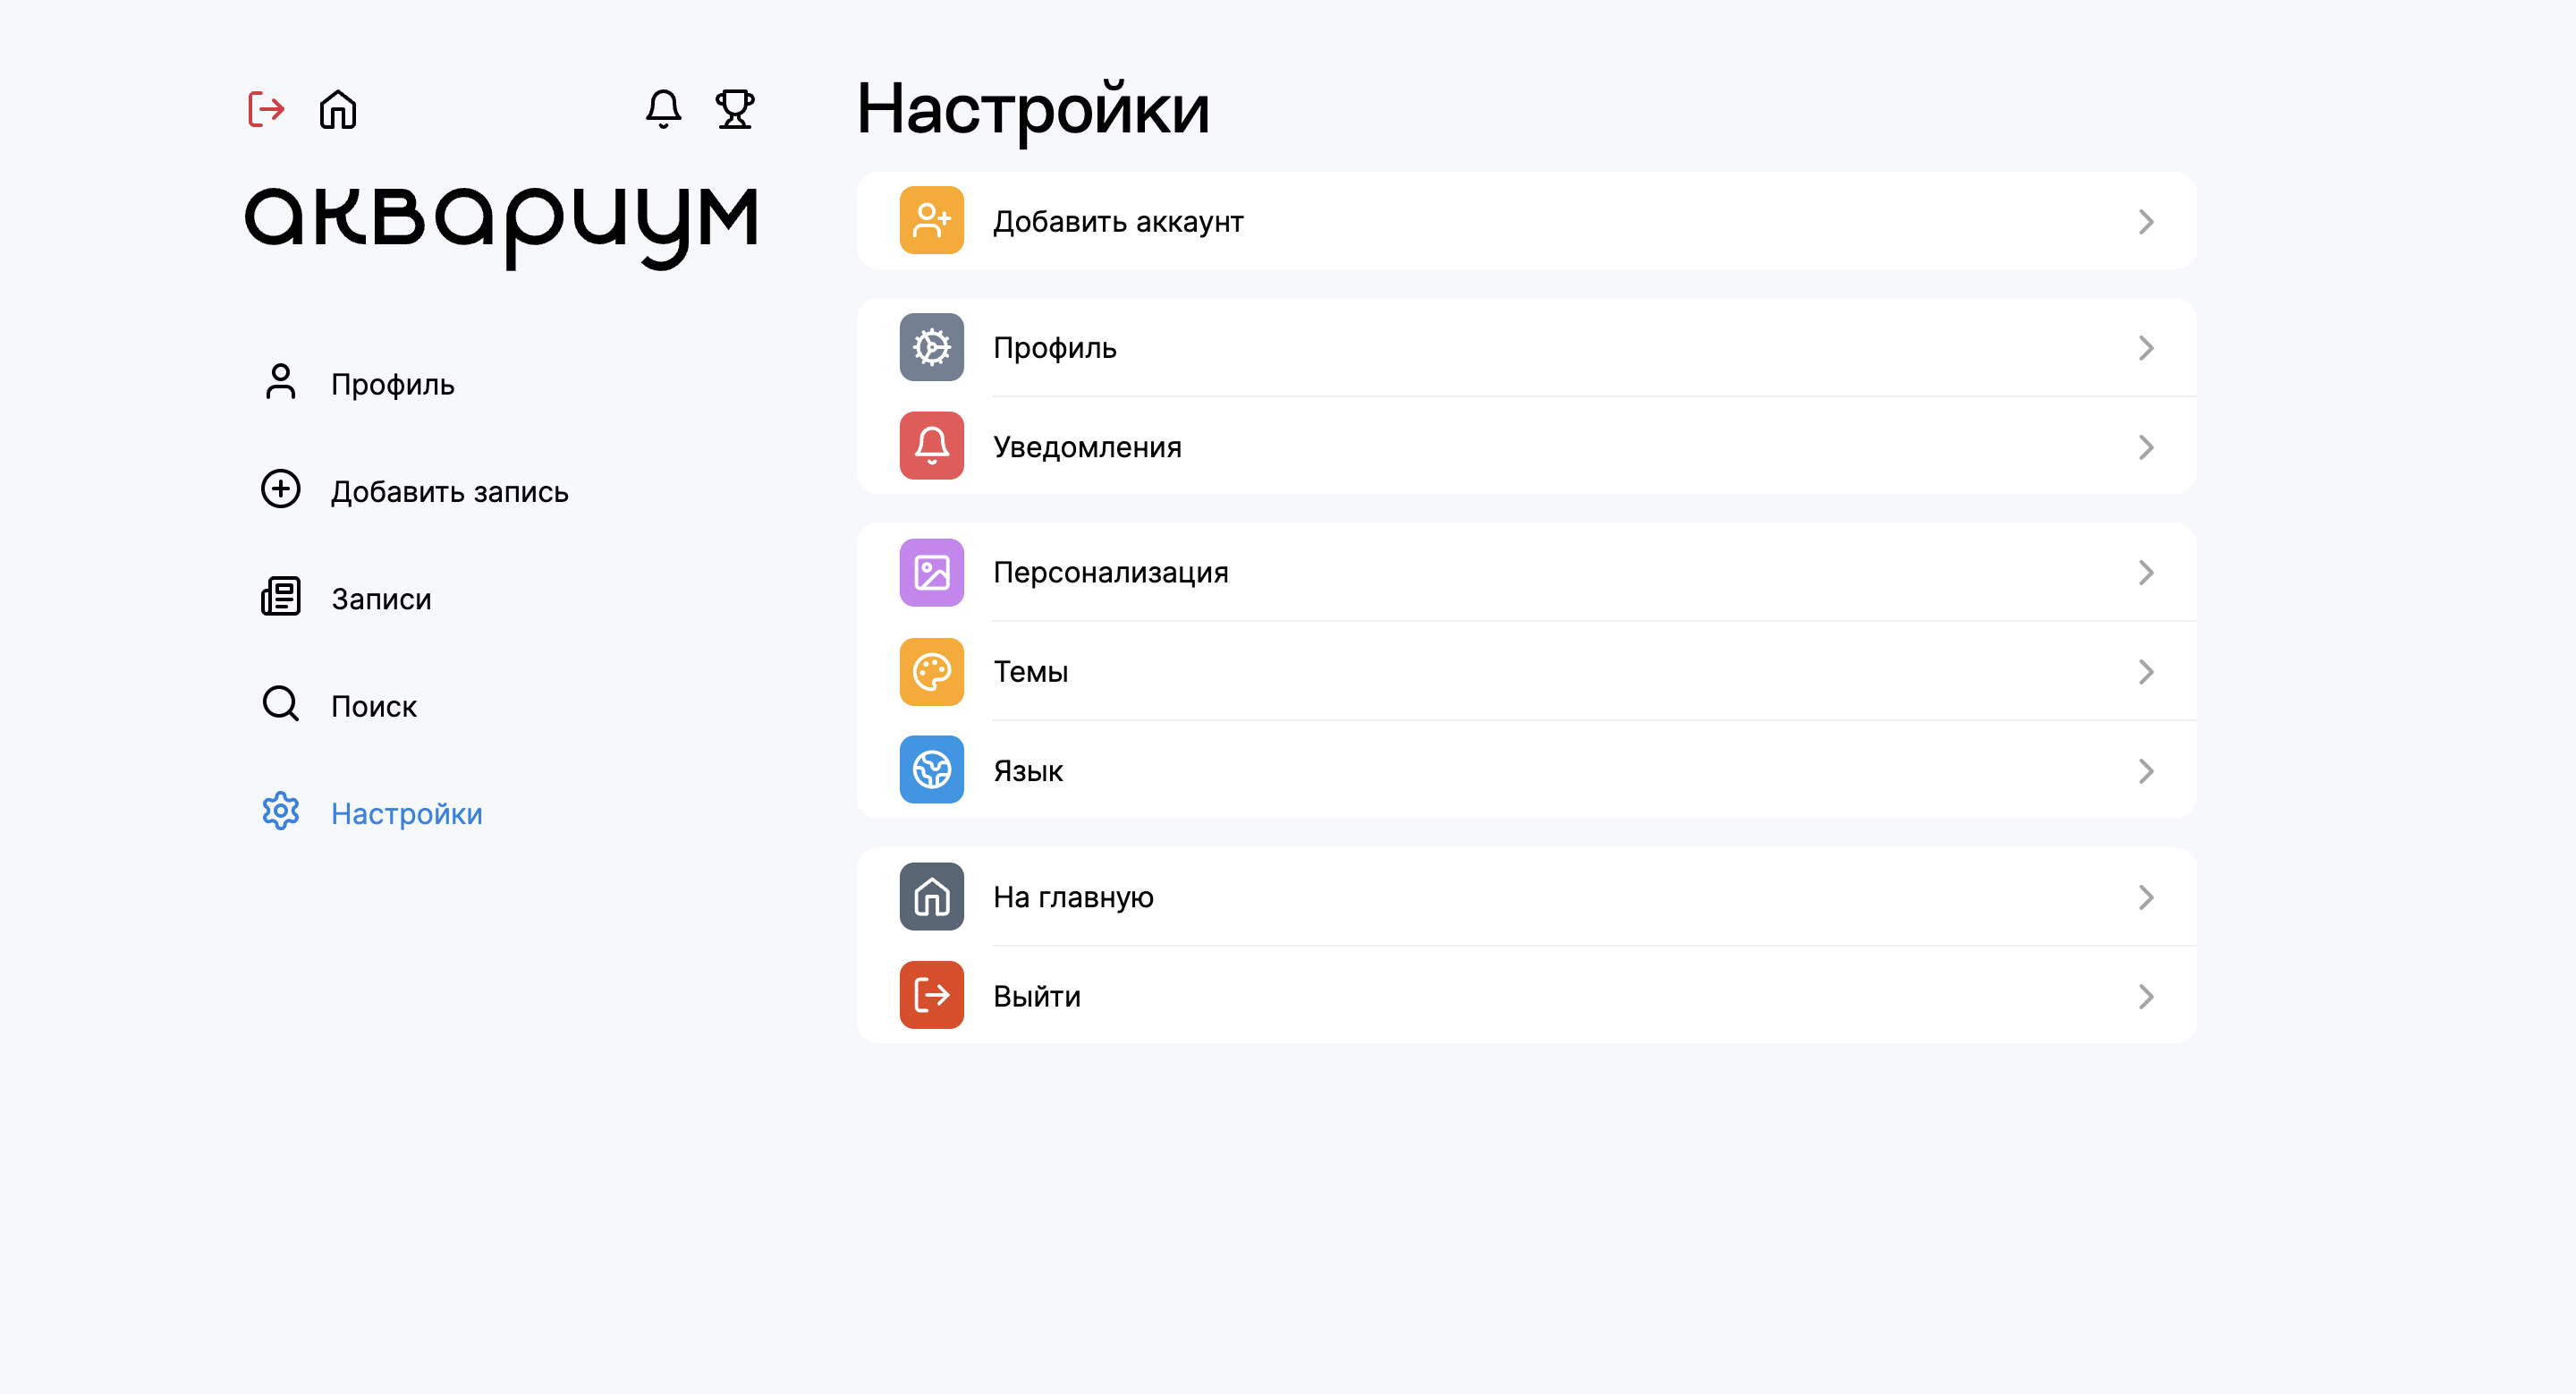 аквариум
Профиль
Добавить запись
Записи
Поиск
Настройки
Настройки
Добавить аккаунт
Профиль
Уведомления
Персонализация
Темы
Язык
На главную
Выйти